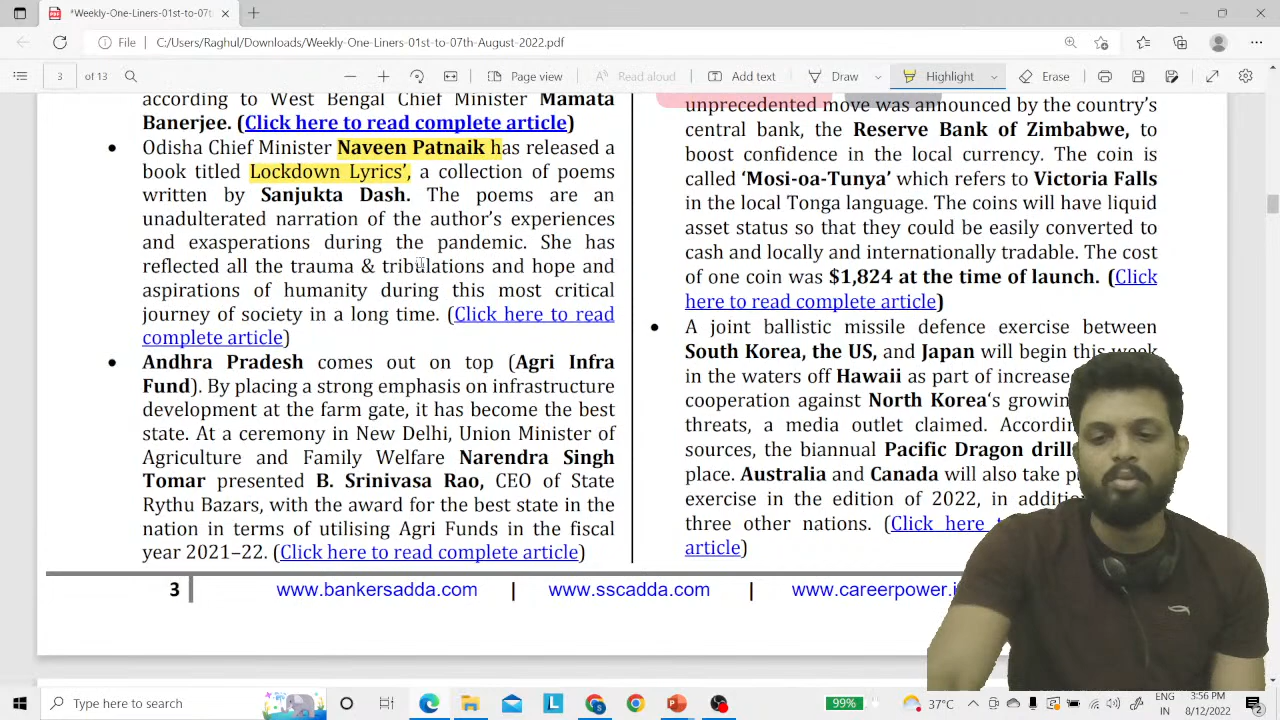 *Weekly-One-Liners-01st-to-07th
File
C:/Users/Raghul/Downloads/Weekly-One-Liners-01st-to-07th-August-2022.pdf
3 of 13
Page view
Read aloud
Add text
Draw
Highlight
Erase
according to West Bengal Chief Minister Mamata
Banerjee. (Click here to read complete article)
• Odisha Chief Minister Naveen Patnaik has released a
book titled Lockdown Lyrics’, a collection of poems
written by Sanjukta Dash. The poems are an
unadulterated narration of the author’s experiences
and exasperations during the pandemic. She has
reflected all the trauma & tribulations and hope and
aspirations of humanity during this most critical
journey of society in a long time. (Click here to read
complete article)
• Andhra Pradesh comes out on top (Agri Infra
Fund). By placing a strong emphasis on infrastructure
development at the farm gate, it has become the best
state. At a ceremony in New Delhi, Union Minister of
Agriculture and Family Welfare Narendra Singh
Tomar presented B. Srinivasa Rao, CEO of State
Rythu Bazars, with the award for the best state in the
nation in terms of utilising Agri Funds in the fiscal
year 2021–22. (Click here to read complete article)
unprecedented move was announced by the country’s
central bank, the Reserve Bank of Zimbabwe, to
boost confidence in the local currency. The coin is
called ‘Mosi-oa-Tunya’ which refers to Victoria Falls
in the local Tonga language. The coins will have liquid
asset status so that they could be easily converted to
cash and locally and internationally tradable. The cost
of one coin was $1,824 at the time of launch. (Click
here to read complete article)
• A joint ballistic missile defence exercise between
South Korea, the US, and Japan will begin this week
in the waters off Hawaii as part of increase
cooperation against North Korea‘s growin
threats, a media outlet claimed. Accordin
sources, the biannual Pacific Dragon drill
place. Australia and Canada will also take p
exercise in the edition of 2022, in additi
three other nations. (Click here t
article)
3 | www.bankersadda.com | www.sscadda.com | www.careerpower.i
Type here to search
99%
37°C
ENG
IN
3:56 PM
8/12/2022
2